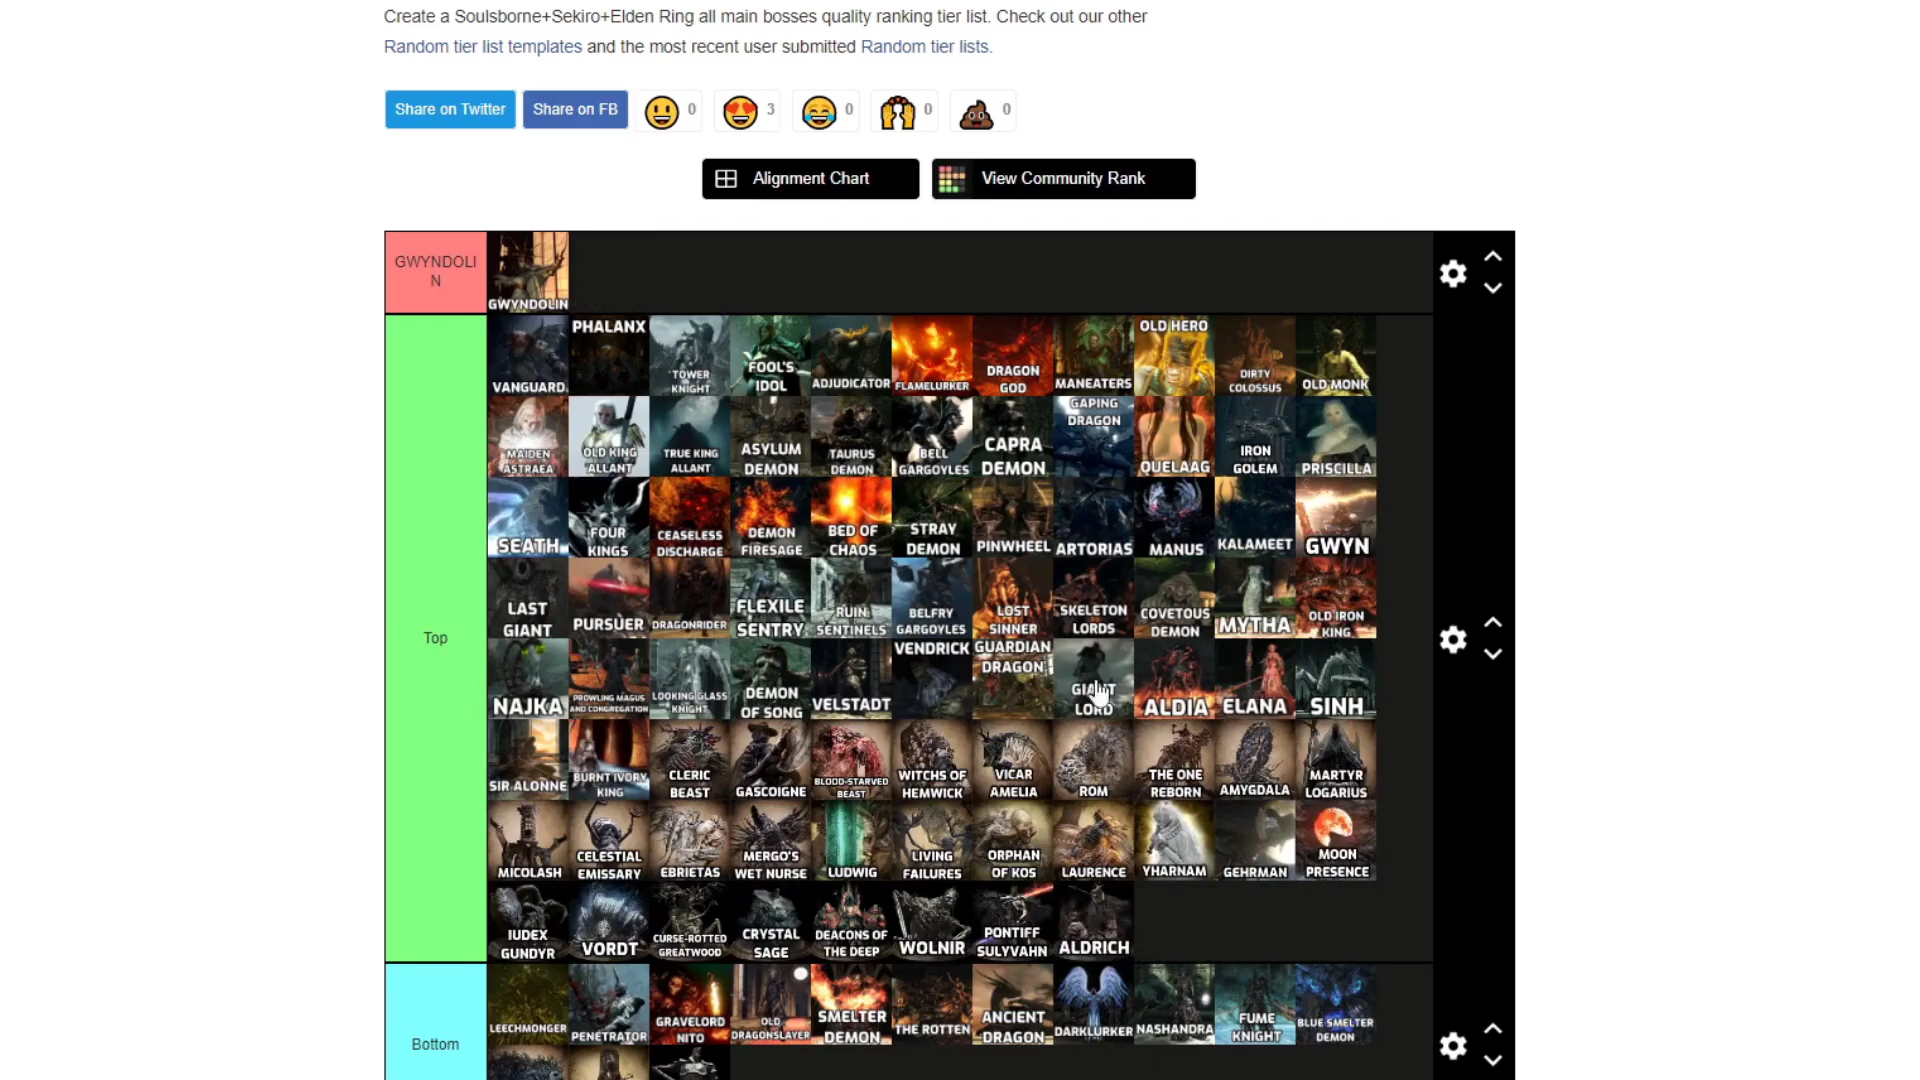 Create a Soulsborne+Sekiro+Elden Ring all main bosses quality ranking tier list. Check out our other
Random tier list templates and the most recent user submitted Random tier lists.
Share on Twitter
Share on FB
0
3
0
0
0
Alignment Chart
View Community Rank
GWYNDOLI
N
GWYNDOLIN
Top
VANGUARD
PHALANX
TOWER
KNIGHT
FOOL'S
IDOL
ADJUDICATOR
FLAMELURKER
DRAGON
GOD
MANEATERS
OLD HERO
DIRTY
COLOSSUS
OLD MONK
MAIDEN
ASTRAEA
OLD KING
ALLANT
TRUE KING
ALLANT
ASYLUM
DEMON
TAURUS
DEMON
BELL
GARGOYLES
CAPRA
DEMON
GAPING
DRAGON
QUELAAG
IRON
GOLEM
PRISCILLA
SEATH
FOUR
KINGS
CEASELESS
DISCHARGE
DEMON
FIRESAGE
BED OF
CHAOS
STRAY
DEMON
PINWHEEL
ARTORIAS
MANUS
KALAMEET
GWYN
LAST
GIANT
PURSUER
DRAGONRIDER
FLEXILE
SENTRY
RUIN
SENTINELS
BELFRY
GARGOYLES
LOST
SINNER
SKELETON
LORDS
COVETOUS
DEMON
MYTHA
OLD IRON
KING
NAJKA
PROWLING MAGUS
AND CONGREGATION
LOOKING GLASS
KNIGHT
DEMON
OF SONG
VELSTADT
VENDRICK
GUARDIAN
DRAGON
GIANT
LORD
ALDIA
ELANA
SINH
SIR ALONNE
BURNT IVORY
KING
CLERIC
BEAST
GASCOIGNE
BLOOD-STARVED
BEAST
WITCHS OF
HEMWICK
VICAR
AMELIA
ROM
THE ONE
REBORN
AMYGDALA
MARTYR
LOGARIUS
MICOLASH
CELESTIAL
EMISSARY
EBRIETAS
MERGO'S
WET NURSE
LUDWIG
LIVING
FAILURES
ORPHAN
OF KOS
LAURENCE
YHARNAM
GEHRMAN
MOON
PRESENCE
IUDEX
GUNDYR
VORDT
CURSE-ROTTED
GREATWOOD
CRYSTAL
SAGE
DEACONS OF
THE DEEP
WOLNIR
PONTIFF
SULYVAHN
ALDRICH
Bottom
LEECHMONGER
PENETRATOR
GRAVELORD
NITO
OLD
DRAGONSLAYER
SMELTER
DEMON
THE ROTTEN
ANCIENT
DRAGON
DARKLURKER
NASHANDRA
FUME
KNIGHT
BLUE SMELTER
DEMON